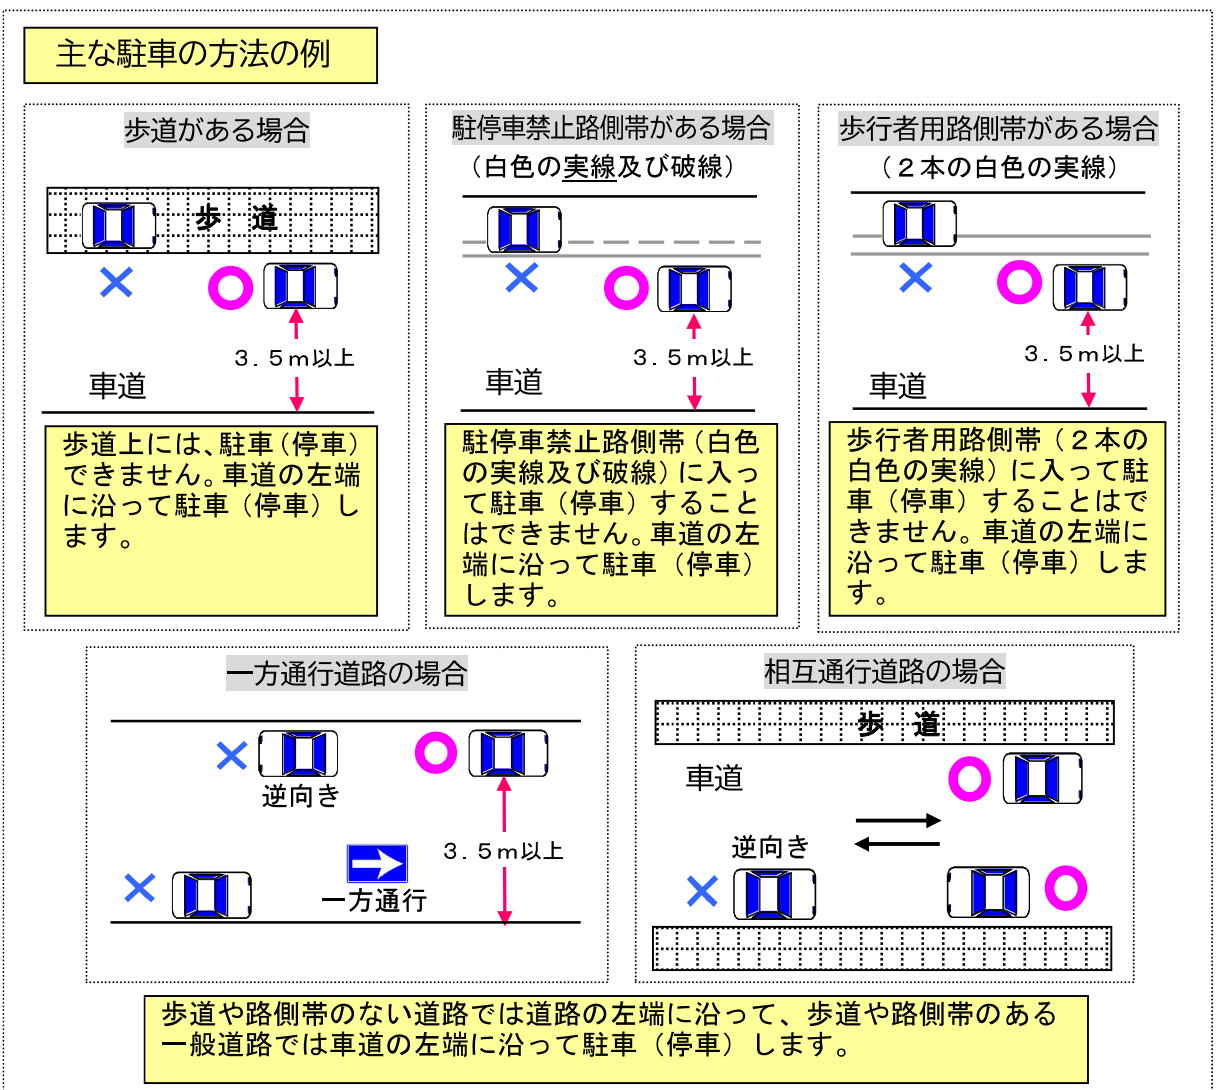 主な駐車の方法の例
歩道がある場合
歩　道
3．5ｍ以上
車道
歩道上には、駐車（停車）
できません。車道の左端
に沿って駐車（停車）し
ます。
駐停車禁止路側帯がある場合
（白色の実線及び破線）
3．5ｍ以上
車道
駐停車禁止路側帯（白色
の実線及び破線）に入っ
て駐車（停車）すること
はできません。車道の左
端に沿って駐車（停車）
します。
歩行者用路側帯がある場合
（２本の白色の実線）
3．5ｍ以上
車道
歩行者用路側帯（２本の
白色の実線）に入って駐
車（停車）することはで
きません。車道の左端に
沿って駐車（停車）しま
す。
一方通行道路の場合
逆向き
3．5ｍ以上
一方通行
相互通行道路の場合
歩　道
車道
逆向き
歩道や路側帯のない道路では道路の左端に沿って、歩道や路側帯のある
一般道路では車道の左端に沿って駐車（停車）します。